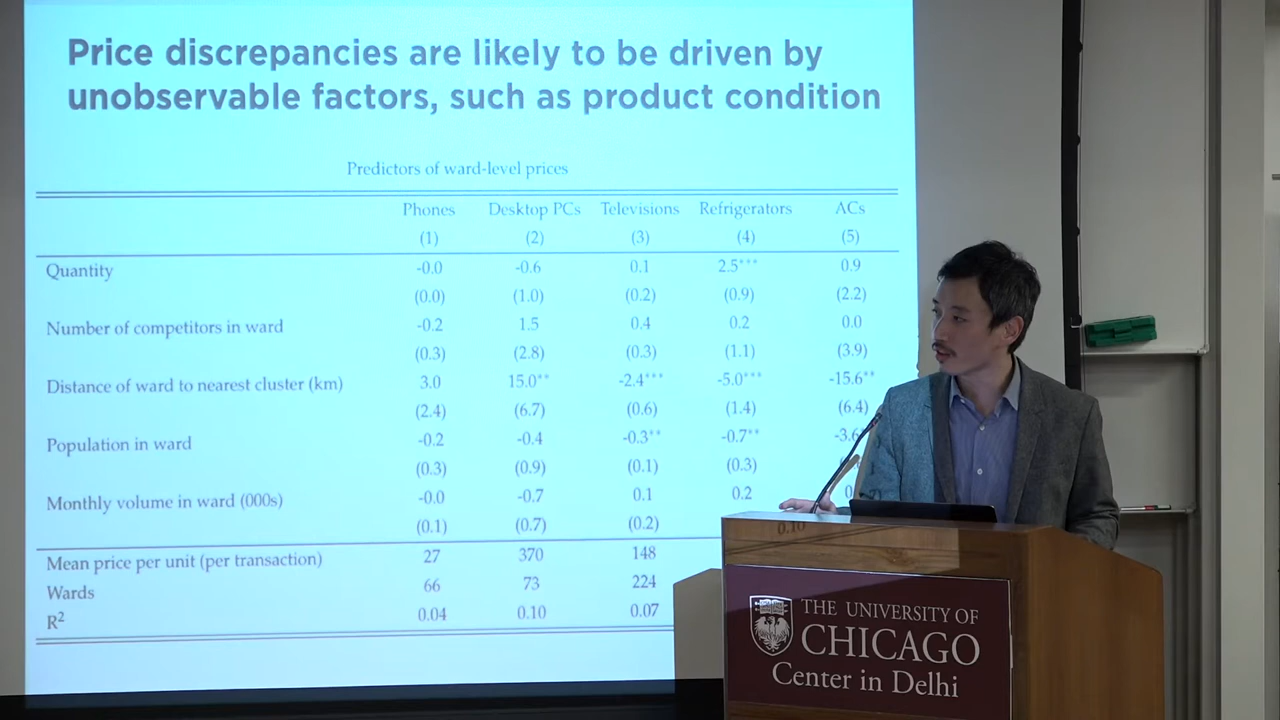 Price discrepancies are likely to be driven by
unobservable factors, such as product condition
Predictors of ward-level prices
Phones Desktop PCs Televisions Refrigerators ACs
(1) (2) (3) (4) (5)
Quantity -0.0 -0.6 0.1 2.5*** 0.9
(0.0) (1.0) (0.2) (0.9) (2.2)
Number of competitors in ward -0.2 1.5 0.4 0.2 0.0
(0.3) (2.8) (0.3) (1.1) (3.9)
Distance of ward to nearest cluster (km) 3.0 15.0** -2.4*** -5.0*** -15.6**
(2.4) (6.7) (0.6) (1.4) (6.4)
Population in ward -0.2 -0.4 -0.3** -0.7** -3.6
(0.3) (0.9) (0.1) (0.3)
Monthly volume in ward (000s) -0.0 -0.7 0.1 0.2
(0.1) (0.7) (0.2)
Mean price per unit (per transaction) 27 370 148
Wards 66 73 224
R² 0.04 0.10 0.07 0.10
THE UNIVERSITY OF
CHICAGO
Center in Delhi